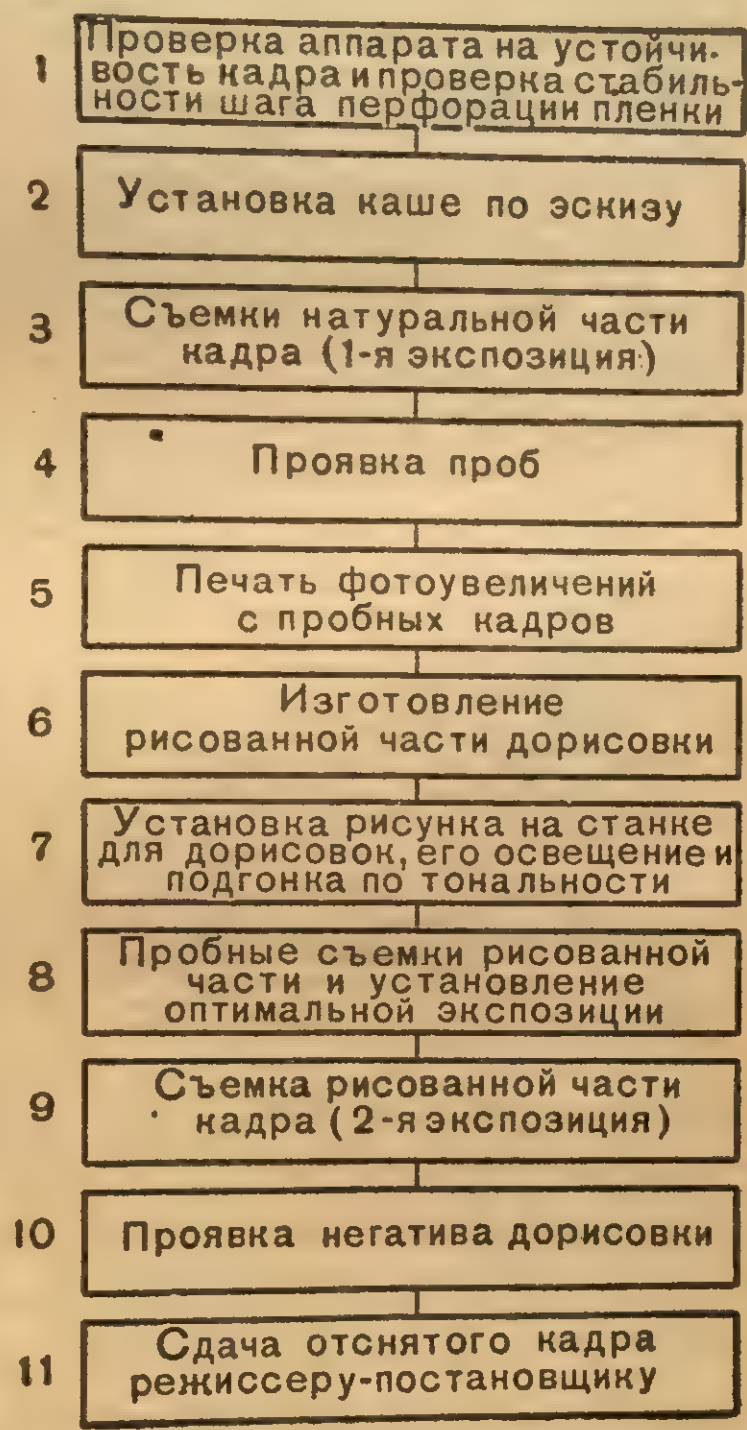 1 Проверка аппарата на устойчи-
вость кадра и проверка стабиль-
ности шага перфорации пленки
2 Установка каше по эскизу
3 Съемки натуральной части
кадра (1-я экспозиция)
4 Проявка проб
5 Печать фотоувеличений
с пробных кадров
6 Изготовление
рисованной части дорисовки
7 Установка рисунка на станке
для дорисовок, его освещение и
подгонка по тональности
8 Пробные съемки рисованной
части и установление
оптимальной экспозиции
9 Съемка рисованной части
кадра (2-я экспозиция)
10 Проявка негатива дорисовки
11 Сдача отснятого кадра
режиссеру-постановщику